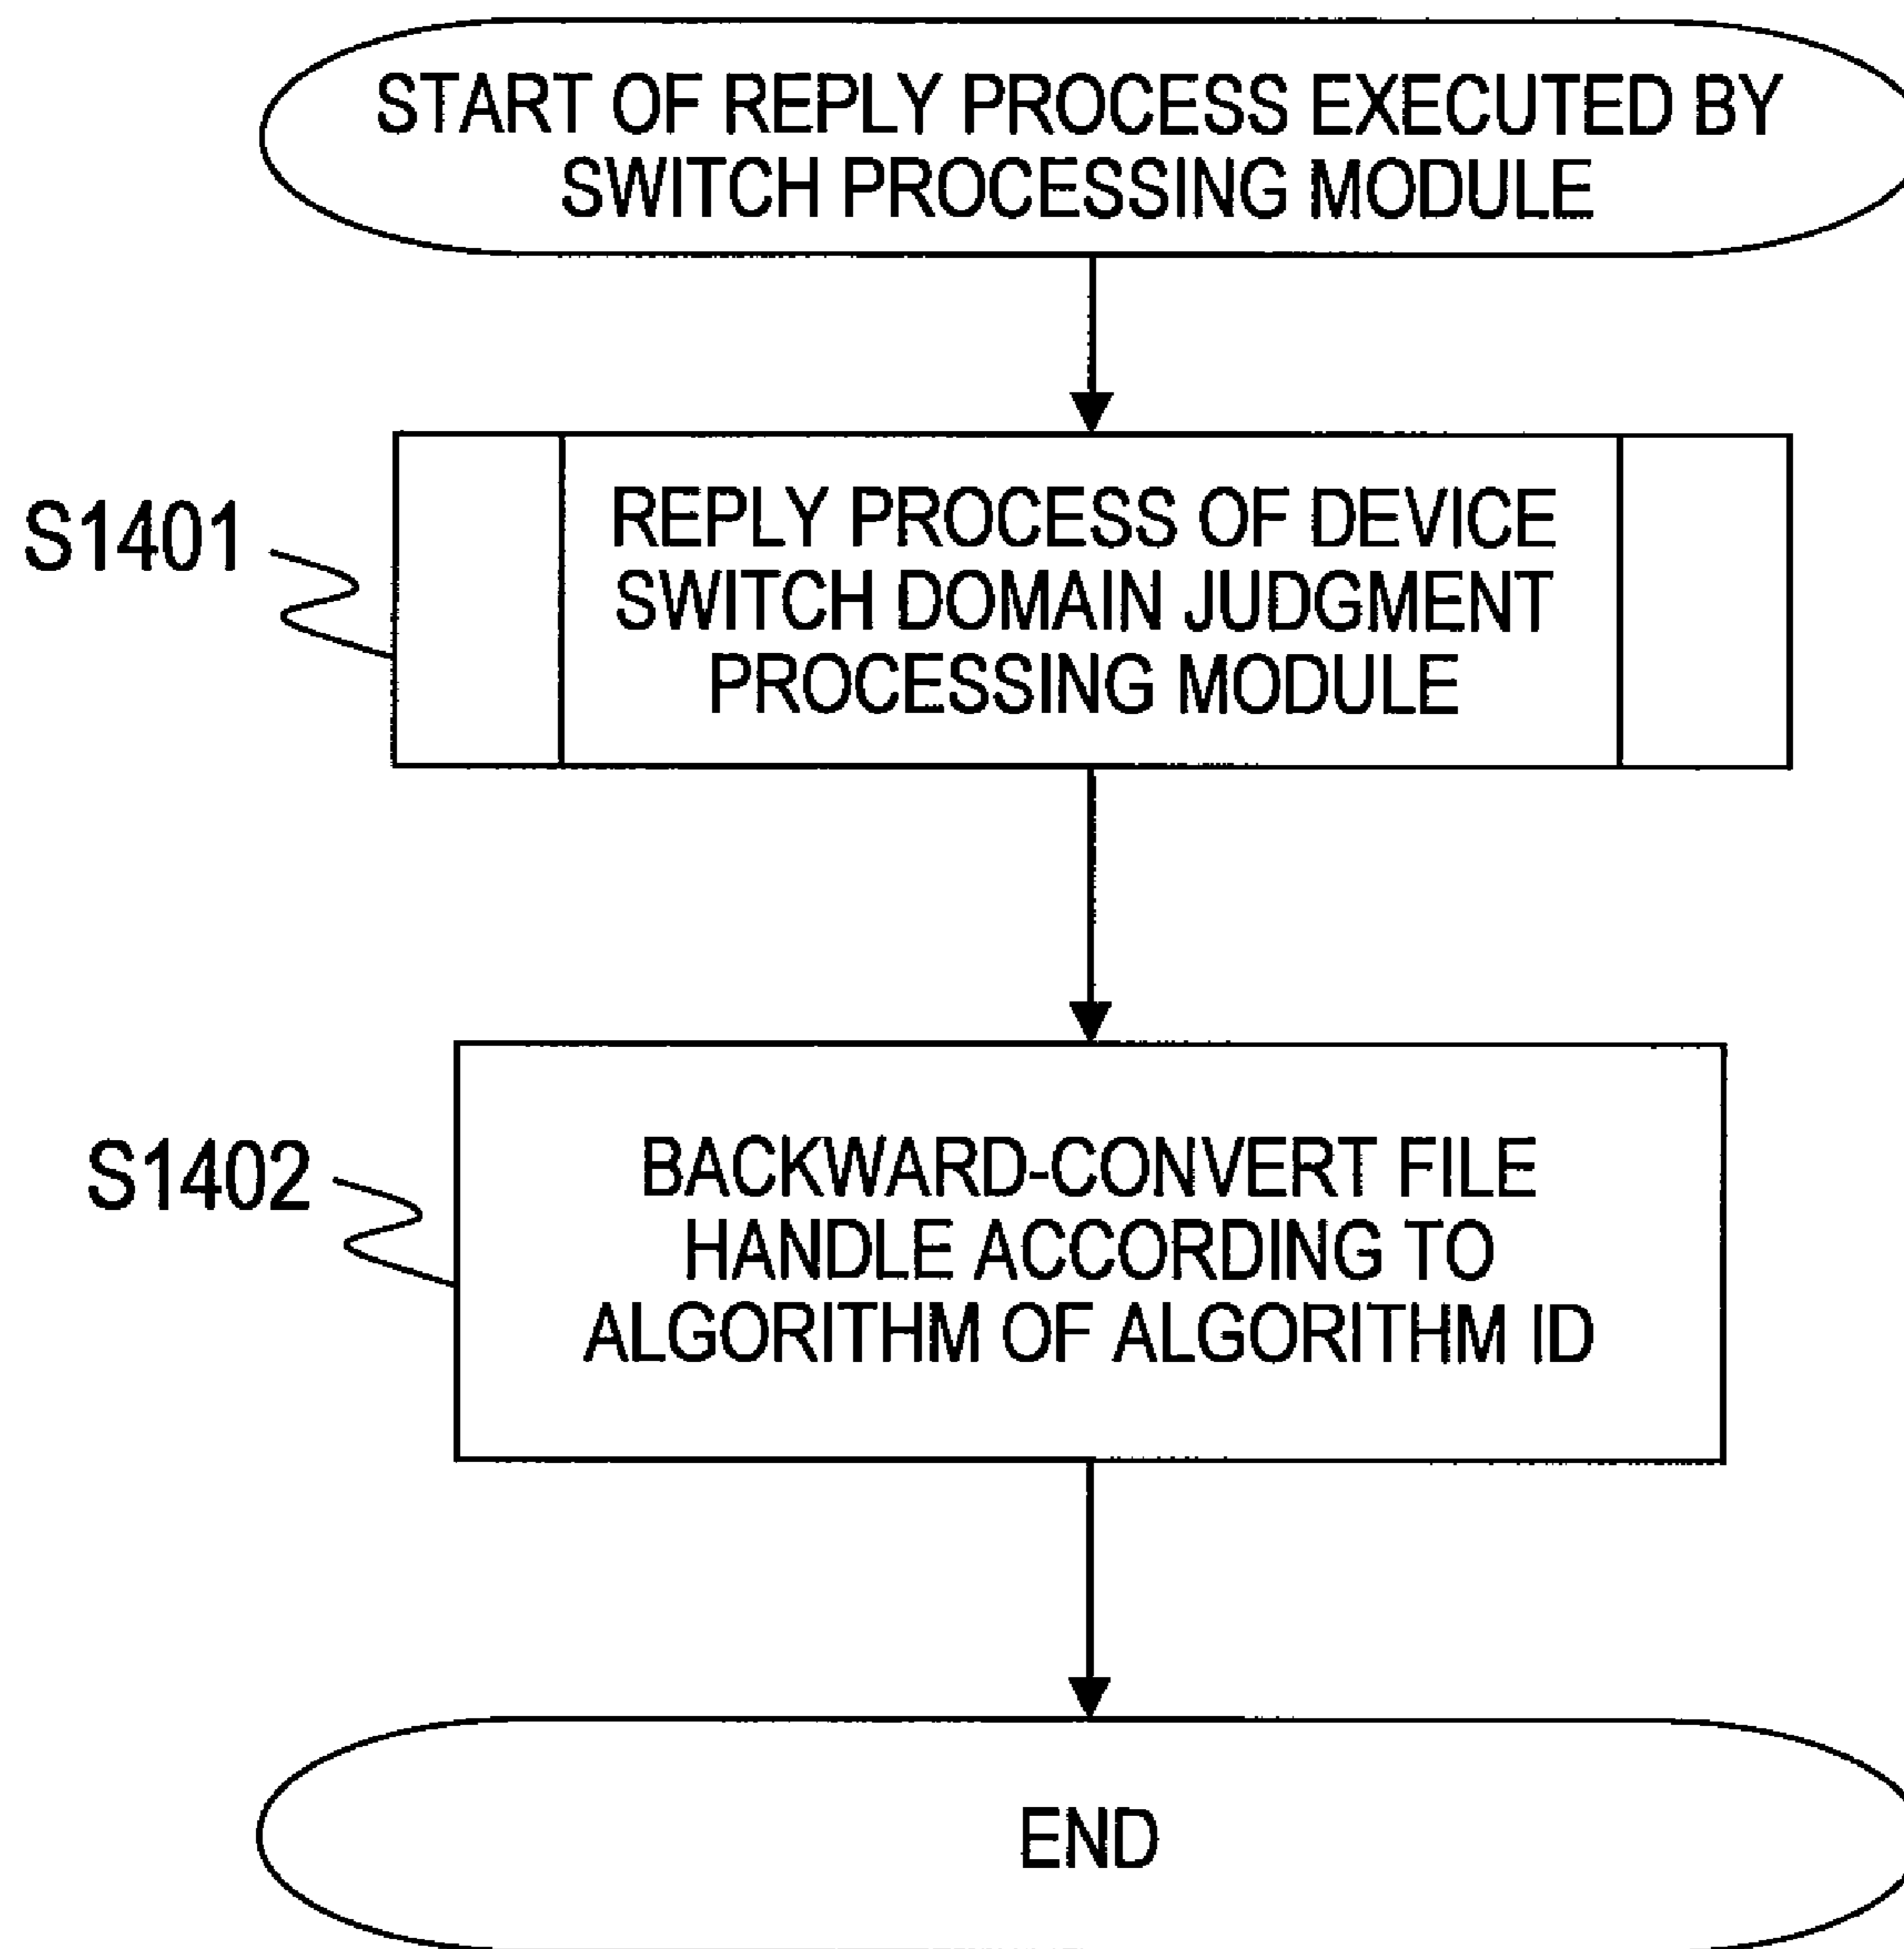 START OF REPLY PROCESS EXECUTED BY
SWITCH PROCESSING MODULE
S1401
REPLY PROCESS OF DEVICE
SWITCH DOMAIN JUDGMENT
PROCESSING MODULE
S1402
BACKWARD-CONVERT FILE
HANDLE ACCORDING TO
ALGORITHM OF ALGORITHM ID
END